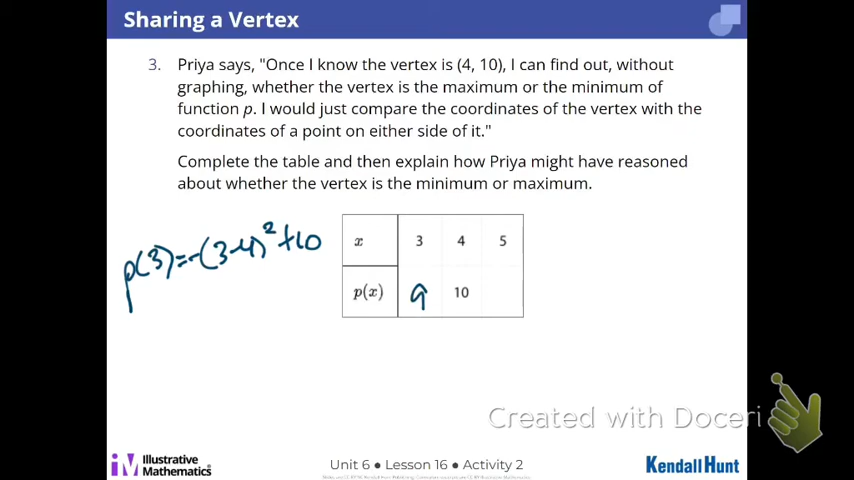 Sharing a Vertex
3. Priya says, "Once I know the vertex is (4, 10), I can find out, without
graphing, whether the vertex is the maximum or the minimum of
function p. I would just compare the coordinates of the vertex with the
coordinates of a point on either side of it."
Complete the table and then explain how Priya might have reasoned
about whether the vertex is the minimum or maximum.
p(3)=-(3-4)²+10
x 3 4 5
p(x) 9 10
Created with Doceri
Illustrative
Mathematics®
Unit 6 ● Lesson 16 ● Activity 2
Kendall Hunt